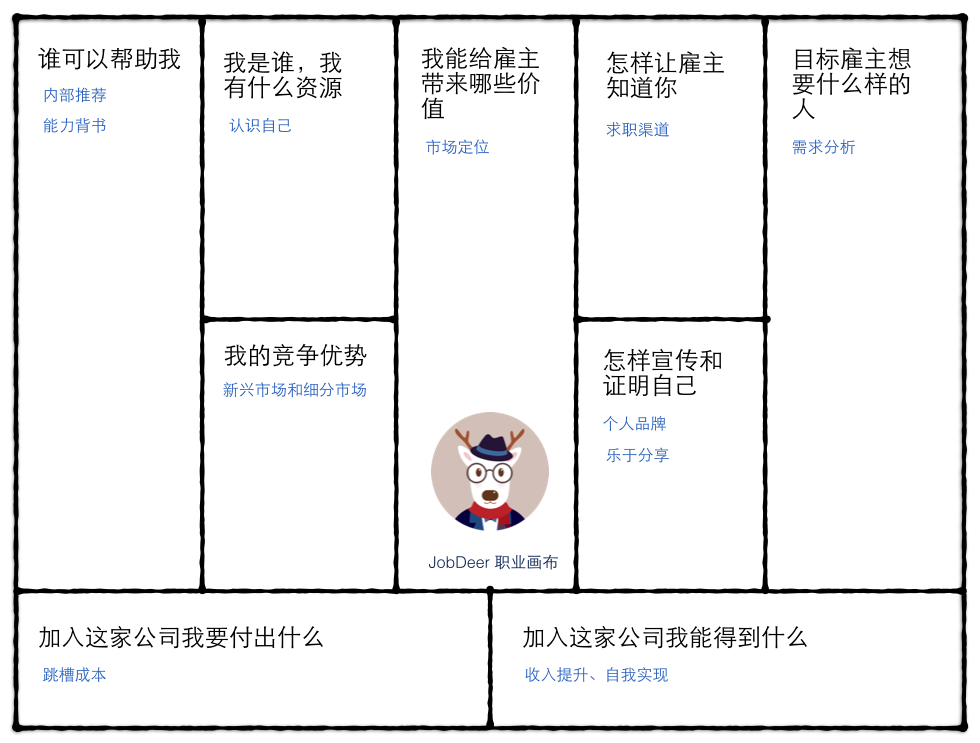 谁可以帮助我
内部推荐
能力背书
我是谁，我
有什么资源
认识自己
我的竞争优势
新兴市场和细分市场
我能给雇主
带来哪些价
值
市场定位
JobDeer 职业画布
怎样让雇主
知道你
求职渠道
怎样宣传和
证明自己
个人品牌
乐于分享
目标雇主想
要什么样的
人
需求分析
加入这家公司我要付出什么
跳槽成本
加入这家公司我能得到什么
收入提升、自我实现